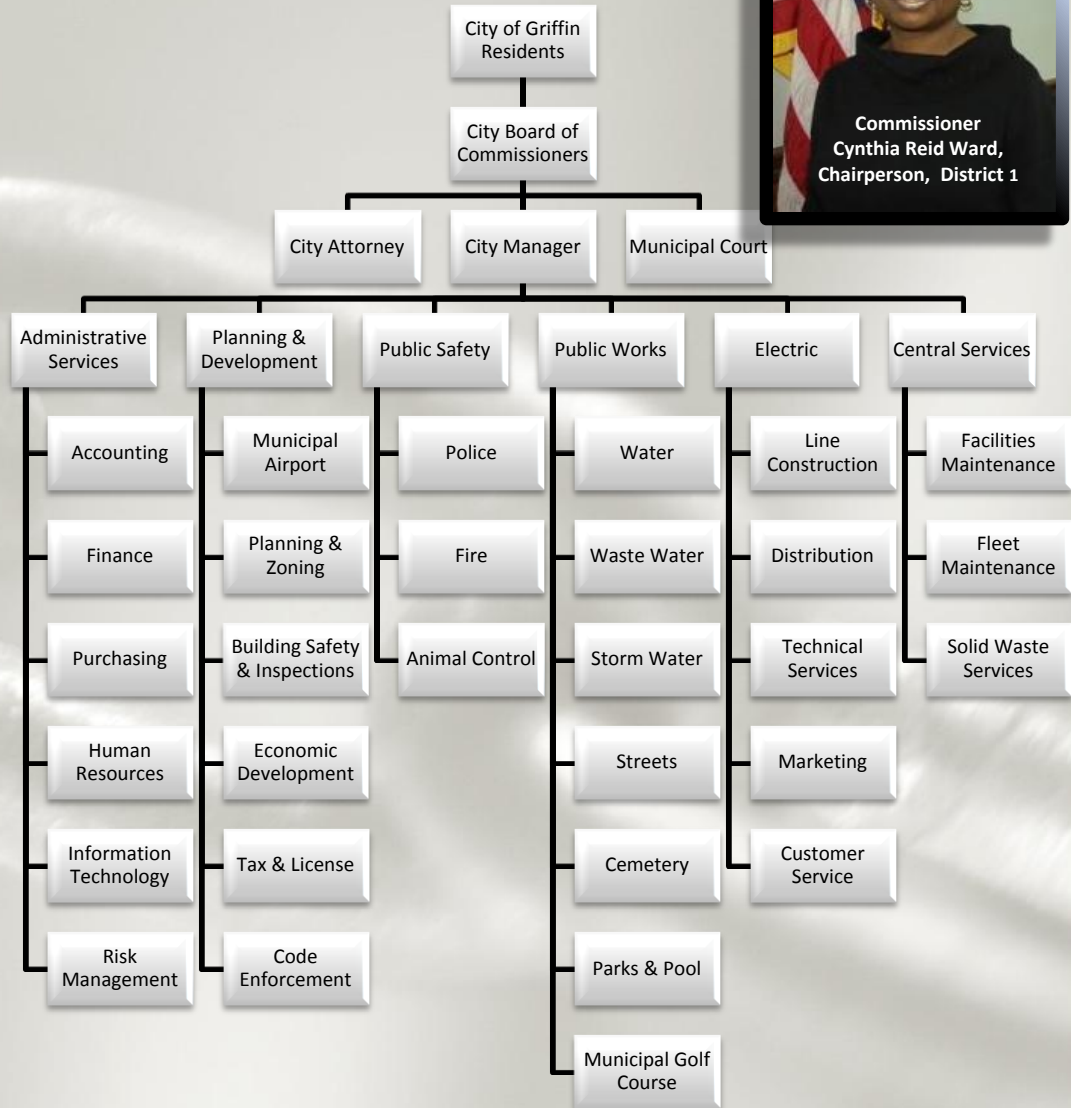 City of Griffin
Residents
City Board of
Commissioners
Commissioner
Cynthia Reid Ward,
Chairperson, District 1
City Attorney
City Manager
Municipal Court
Administrative
Services
Planning &
Development
Public Safety
Public Works
Electric
Central Services
Accounting
Finance
Purchasing
Human
Resources
Information
Technology
Risk
Management
Municipal
Airport
Planning &
Zoning
Building Safety
& Inspections
Economic
Development
Tax & License
Code
Enforcement
Police
Fire
Animal Control
Water
Waste Water
Storm Water
Streets
Cemetery
Parks & Pool
Municipal Golf
Course
Line
Construction
Distribution
Technical
Services
Marketing
Customer
Service
Facilities
Maintenance
Fleet
Maintenance
Solid Waste
Services